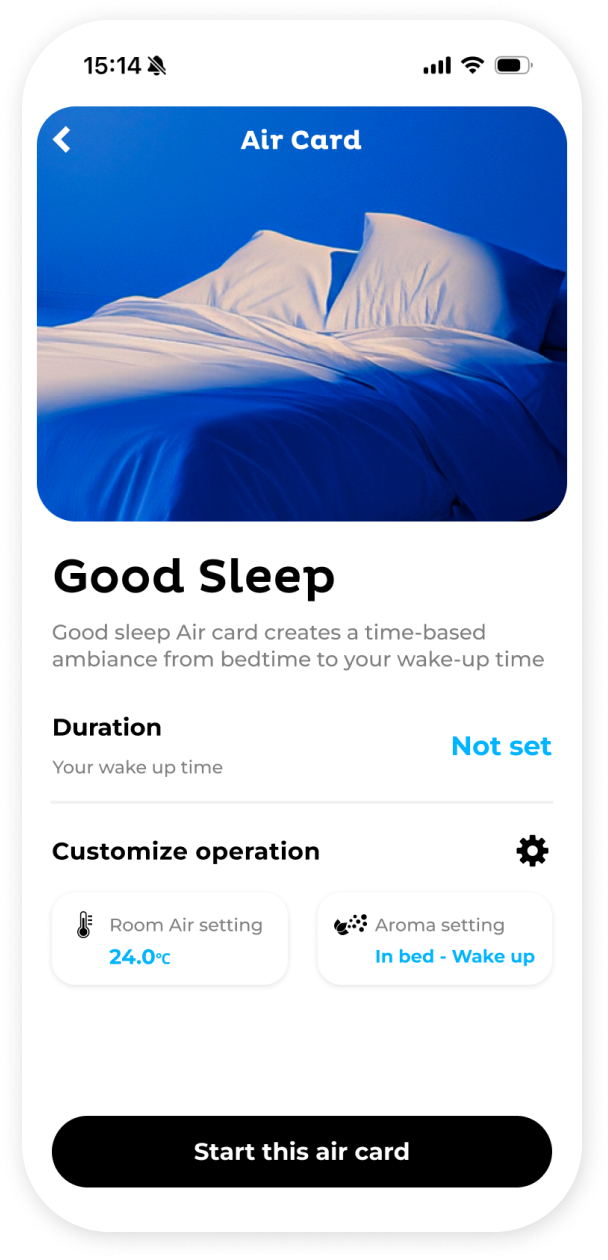 15:14
Air Card
Good Sleep
Good sleep Air card creates a time-based
ambiance from bedtime to your wake-up time
Duration
Not set
Your wake up time
Customize operation
Room Air setting
24.0°C
Aroma setting
In bed - Wake up
Start this air card